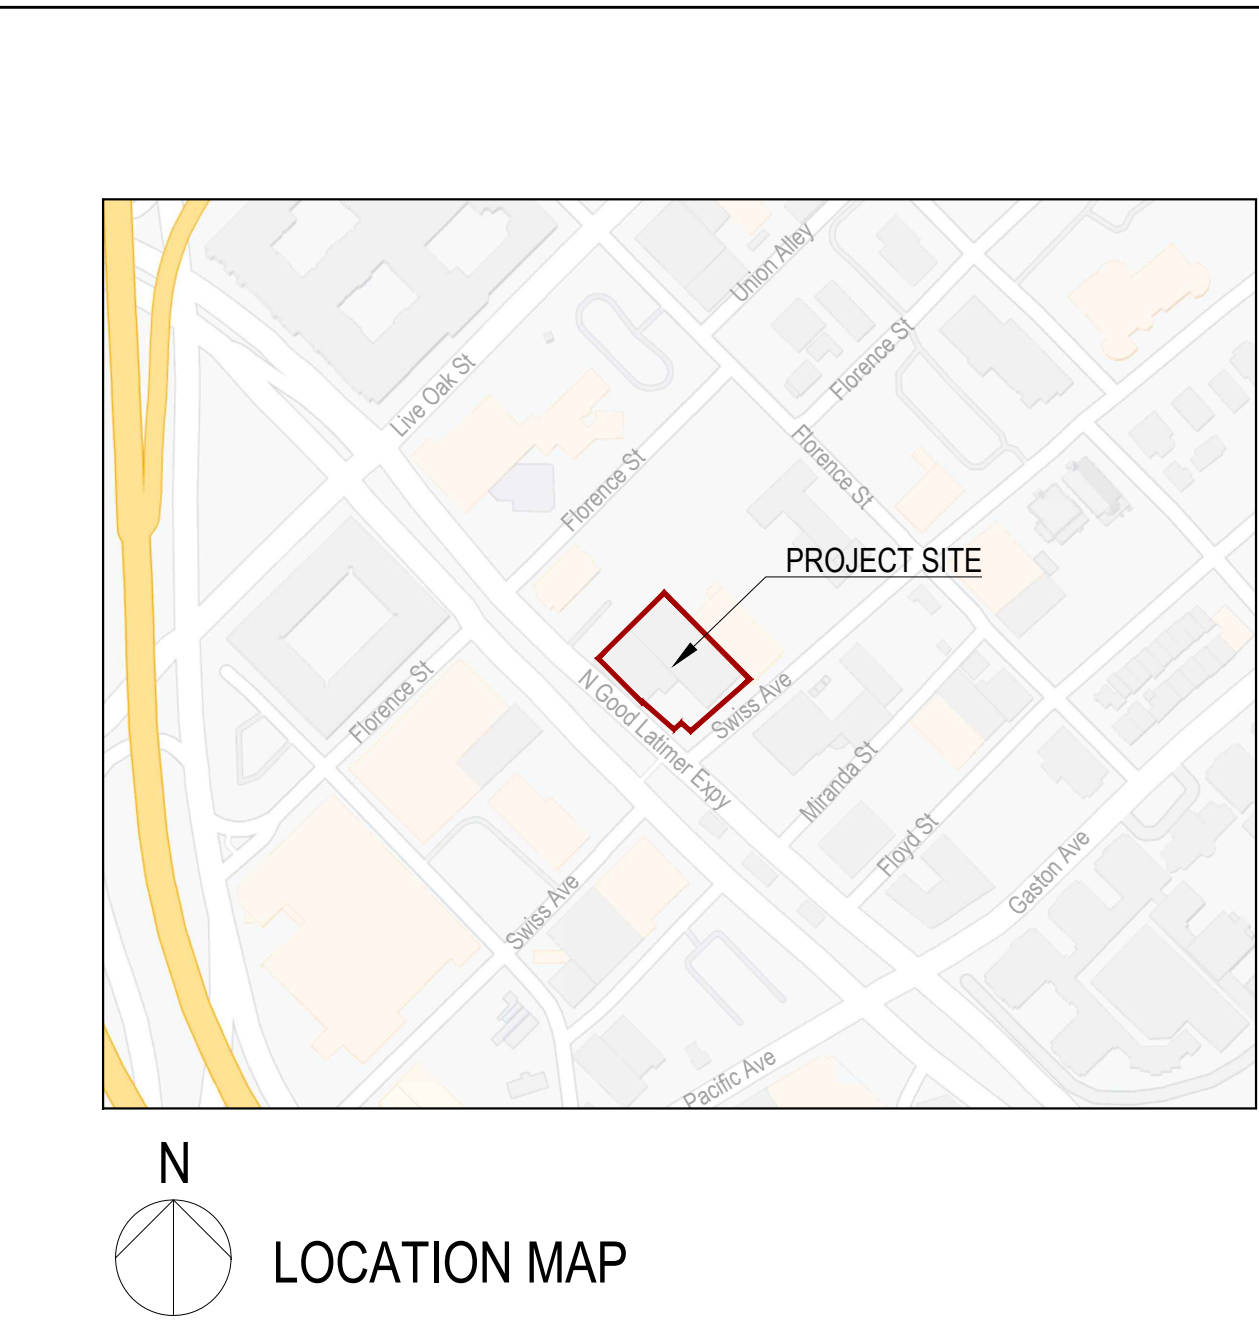 Union Alley
Florence St
Live Oak St
Florence St
Florence St
PROJECT SITE
Florence St
N Good Latimer Expy
Swiss Ave
Miranda St
Floyd St
Gaston Ave
Swiss Ave
Pacific Ave
N
LOCATION MAP